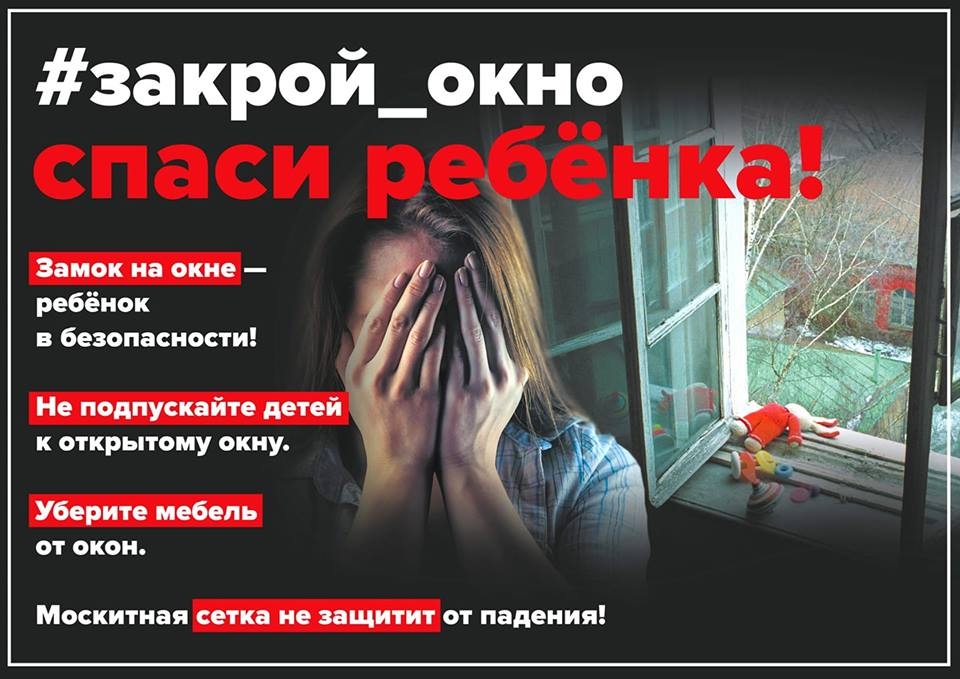 #закрой_окно
спаси ребёнка!
Замок на окне —
ребёнок
в безопасности!
Не подпускайте детей
к открытому окну.
Уберите мебель
от окон.
Москитная сетка не защитит от падения!